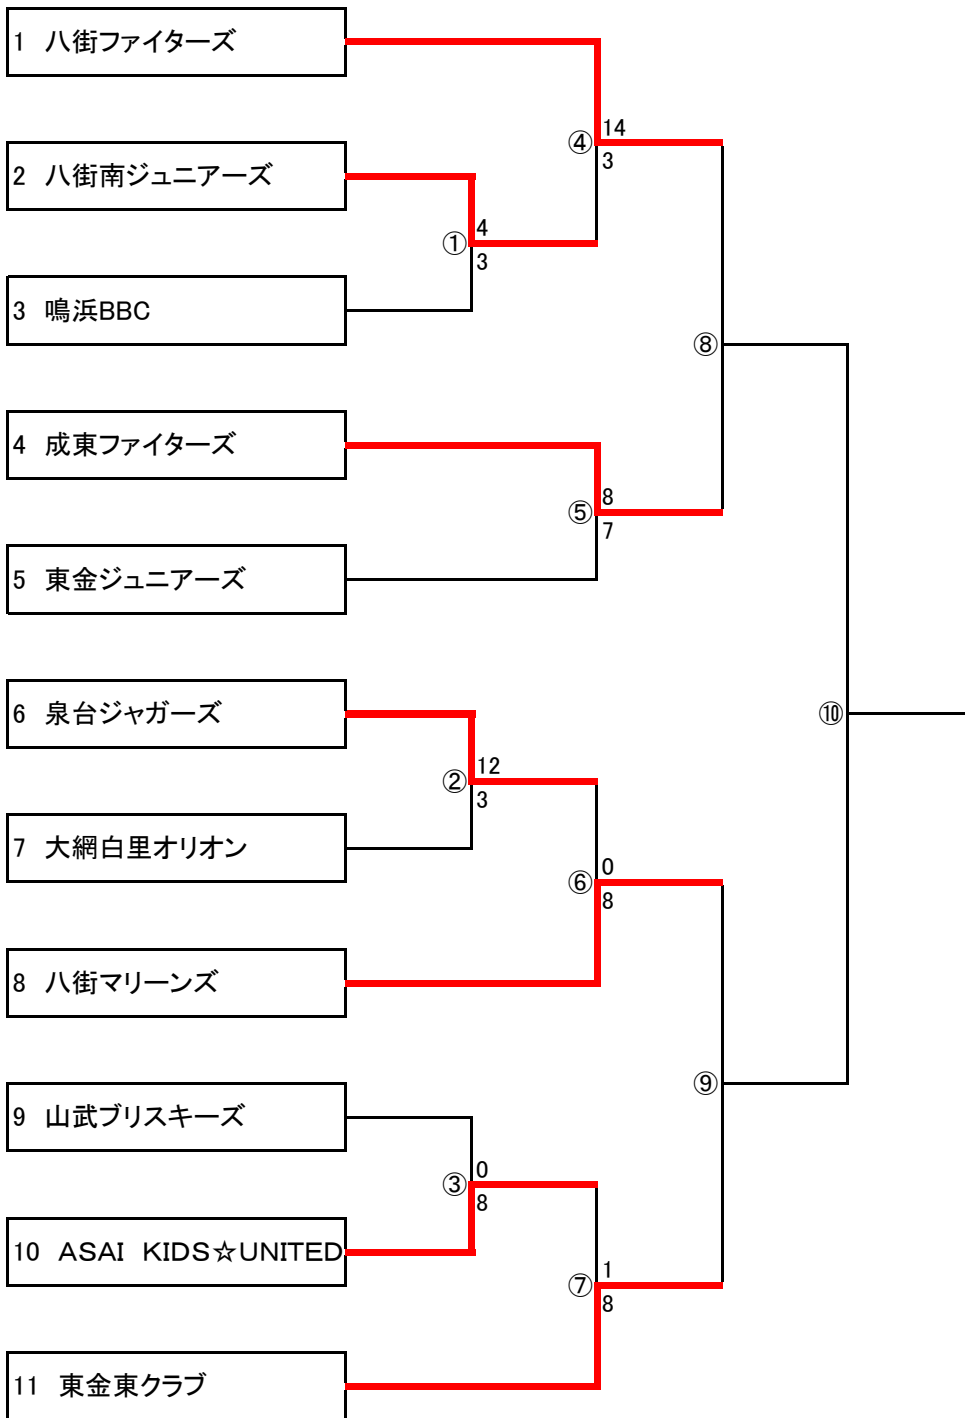 1 八街ファイターズ
14
④
3
2 八街南ジュニアーズ
4
①
3
3 鳴浜BBC
⑧
4 成東ファイターズ
8
⑤
7
5 東金ジュニアーズ
6 泉台ジャガーズ
⑩
12
②
3
7 大網白里オリオン
0
⑥
8
8 八街マリーンズ
⑨
9 山武ブリスキーズ
0
③
8
10 ASAI KIDS☆UNITED
1
⑦
8
11 東金東クラブ